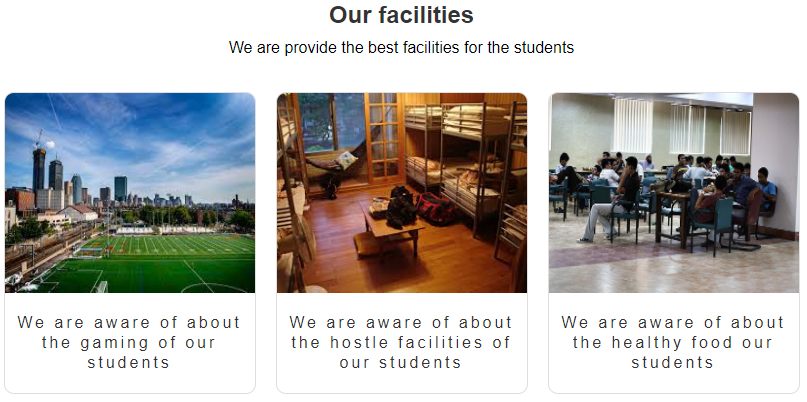 Our facilities
We are provide the best facilities for the students
We are aware of about
the gaming of our
students
We are aware of about
the hostle facilities of
our students
We are aware of about
the healthy food our
students